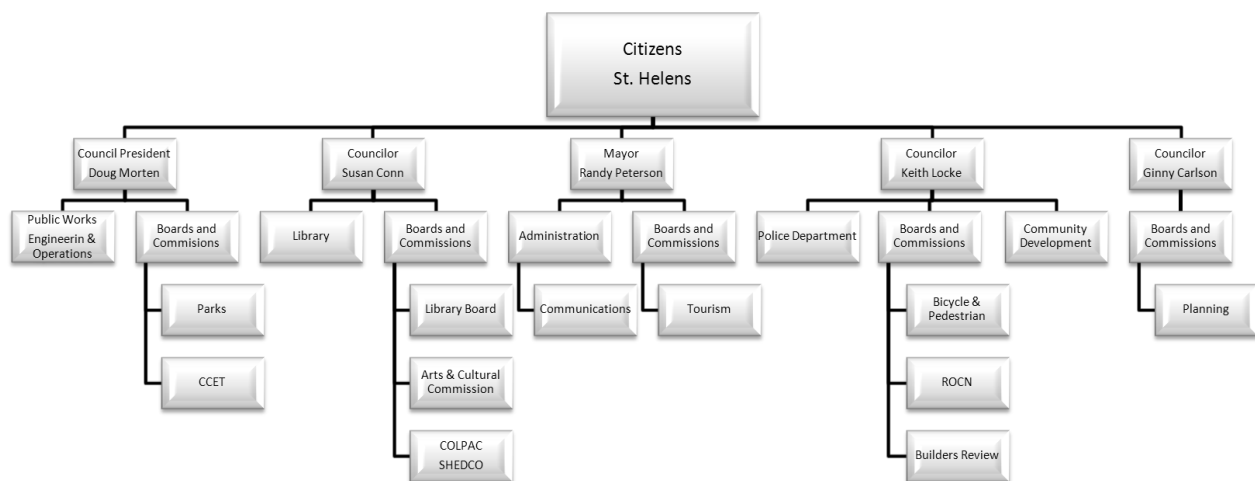 Citizens
St. Helens
Council President
Doug Morten
Councilor
Susan Conn
Mayor
Randy Peterson
Councilor
Keith Locke
Councilor
Ginny Carlson
Public Works
Engineerin &
Operations
Boards and
Commisions
Library
Boards and
Commissions
Administration
Boards and
Commissions
Police Department
Boards and
Commissions
Community
Development
Boards and
Commissions
Parks
Library Board
Communications
Tourism
Bicycle &
Pedestrian
Planning
CCET
Arts & Cultural
Commission
ROCN
COLPAC
SHEDCO
Builders Review